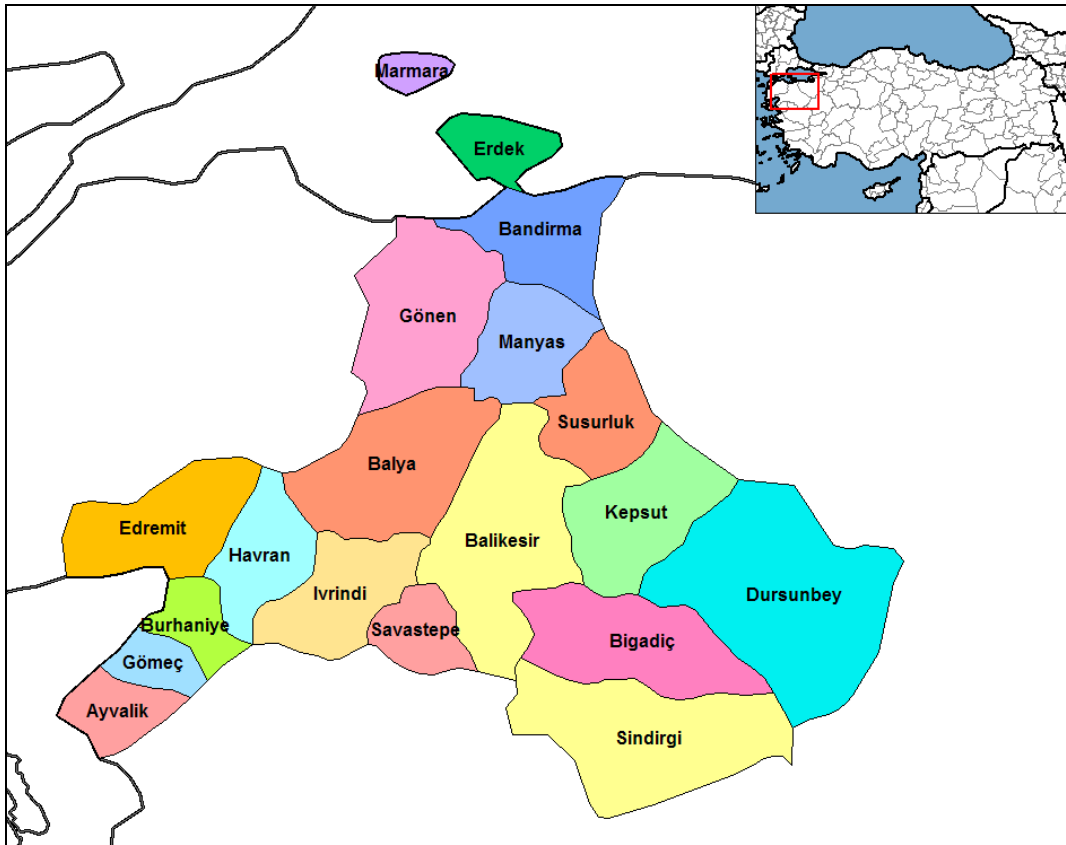 Marmara
Erdek
Bandirma
Gönen
Manyas
Susurluk
Balya
Edremit
Kepsut
Havran
Balikesir
Ivrindi
Dursunbey
Burhaniye
Savastepe
Bigadiç
Gömeç
Ayvalik
Sindirgi